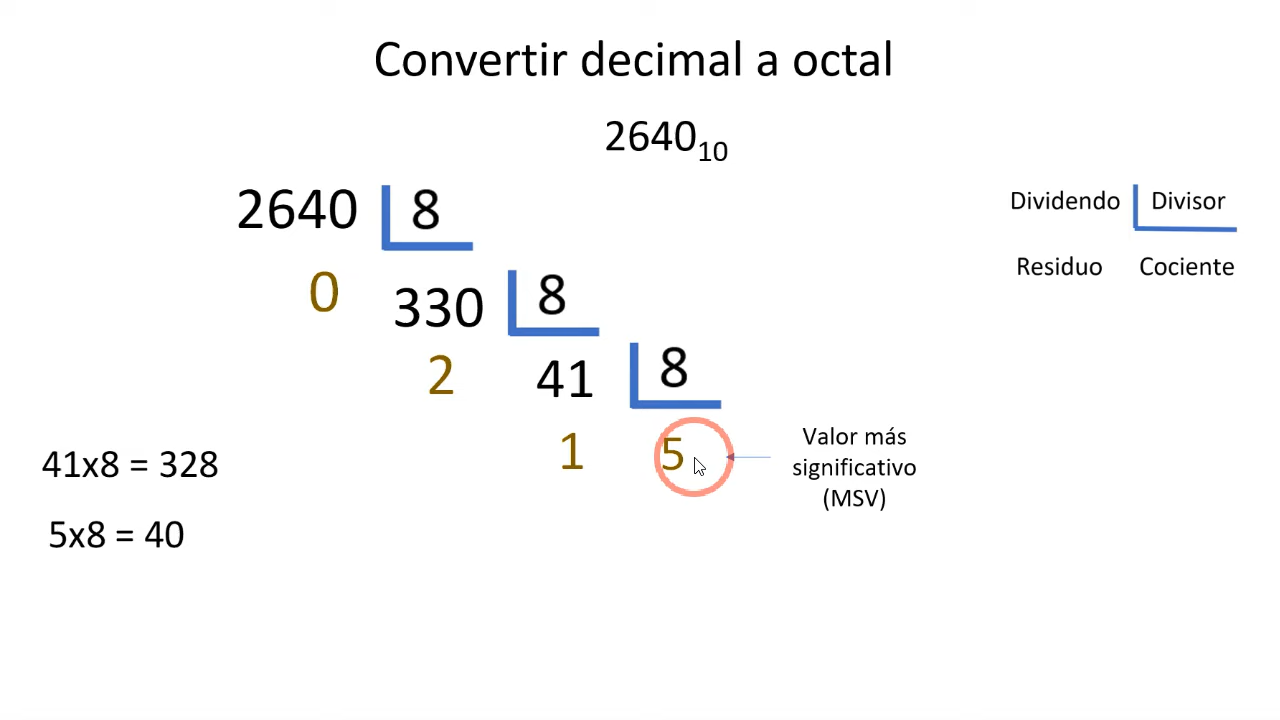 Convertir decimal a octal
2640₁₀
2640 8
Dividendo Divisor
0 330 8
Residuo Cociente
2 41 8
1 5
Valor más
significativo
(MSV)
41x8 = 328
5x8 = 40